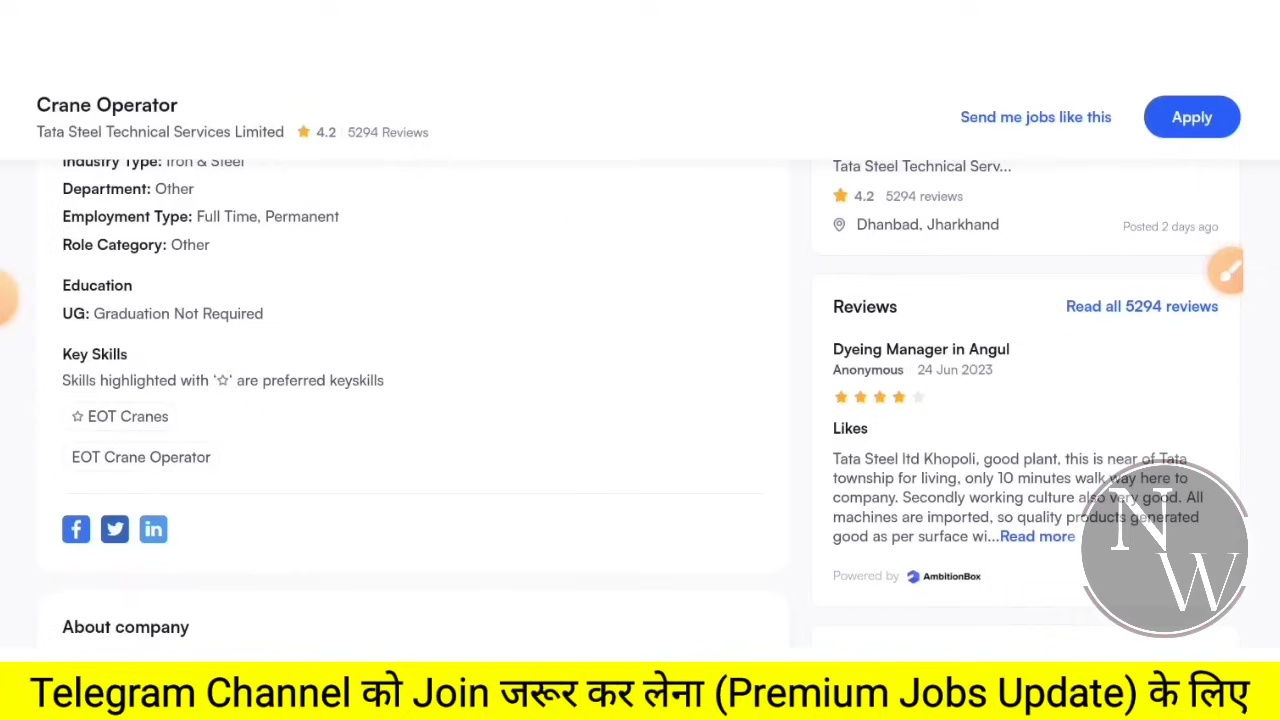 Crane Operator
Tata Steel Technical Services Limited 4.2 5294 Reviews
Send me jobs like this
Apply
Industry Type: Iron & Steel
Department: Other
Employment Type: Full Time, Permanent
Role Category: Other
Education
UG: Graduation Not Required
Key Skills
Skills highlighted with ‘☆‘ are preferred keyskills
☆ EOT Cranes
EOT Crane Operator
f
in
About company
Tata Steel Technical Serv...
4.2 5294 reviews
Dhanbad, Jharkhand
Posted 2 days ago
Reviews
Read all 5294 reviews
Dyeing Manager in Angul
Anonymous 24 Jun 2023
Likes
Tata Steel ltd Khopoli, good plant, this is near of Tata
township for living, only 10 minutes walk way here to
company. Secondly working culture also very good. All
machines are imported, so quality products generated
good as per surface wi...Read more
Powered by AmbitionBox
NW
Telegram Channel को Join जरूर कर लेना (Premium Jobs Update) के लिए